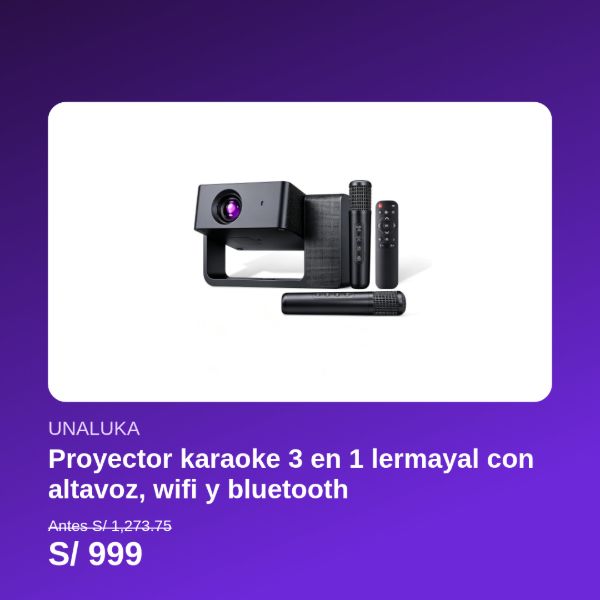 UNALUKA
Proyector karaoke 3 en 1 lermayal con
altavoz, wifi y bluetooth
Antes S/ 1,273.75
S/ 999